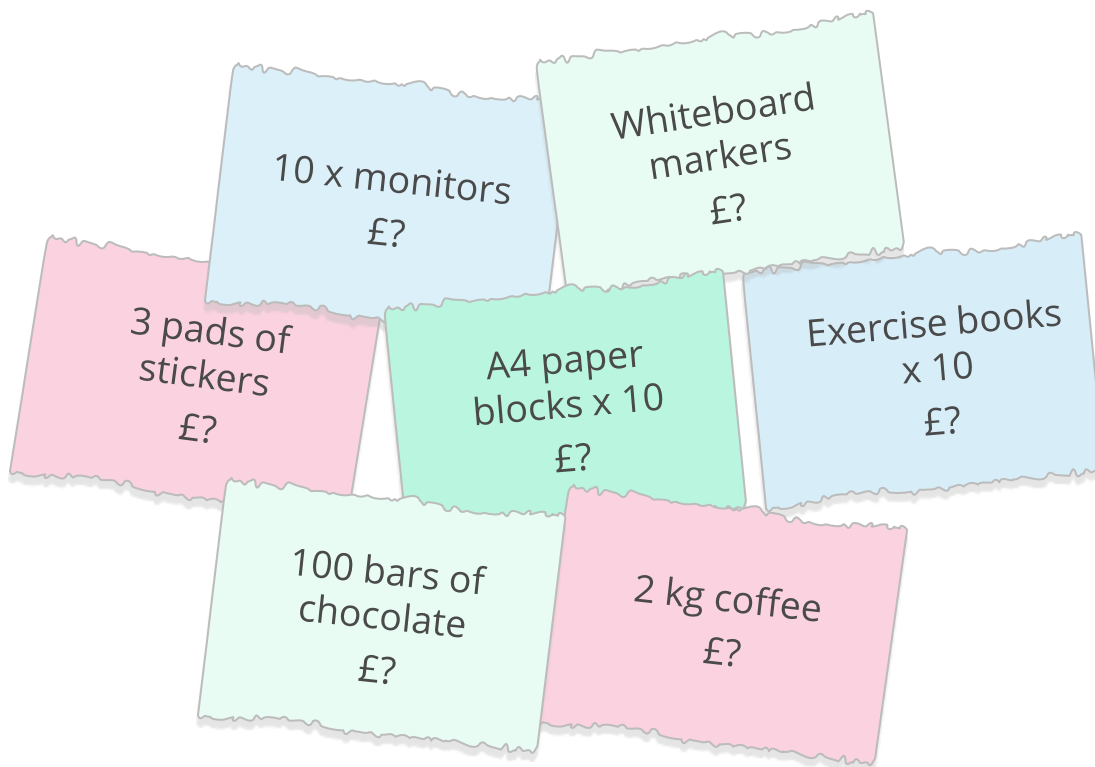 Whiteboard
markers
£?
10 x monitors
£?
3 pads of
stickers
£?
A4 paper
blocks x 10
£?
Exercise books
x 10
£?
100 bars of
chocolate
£?
2 kg coffee
£?